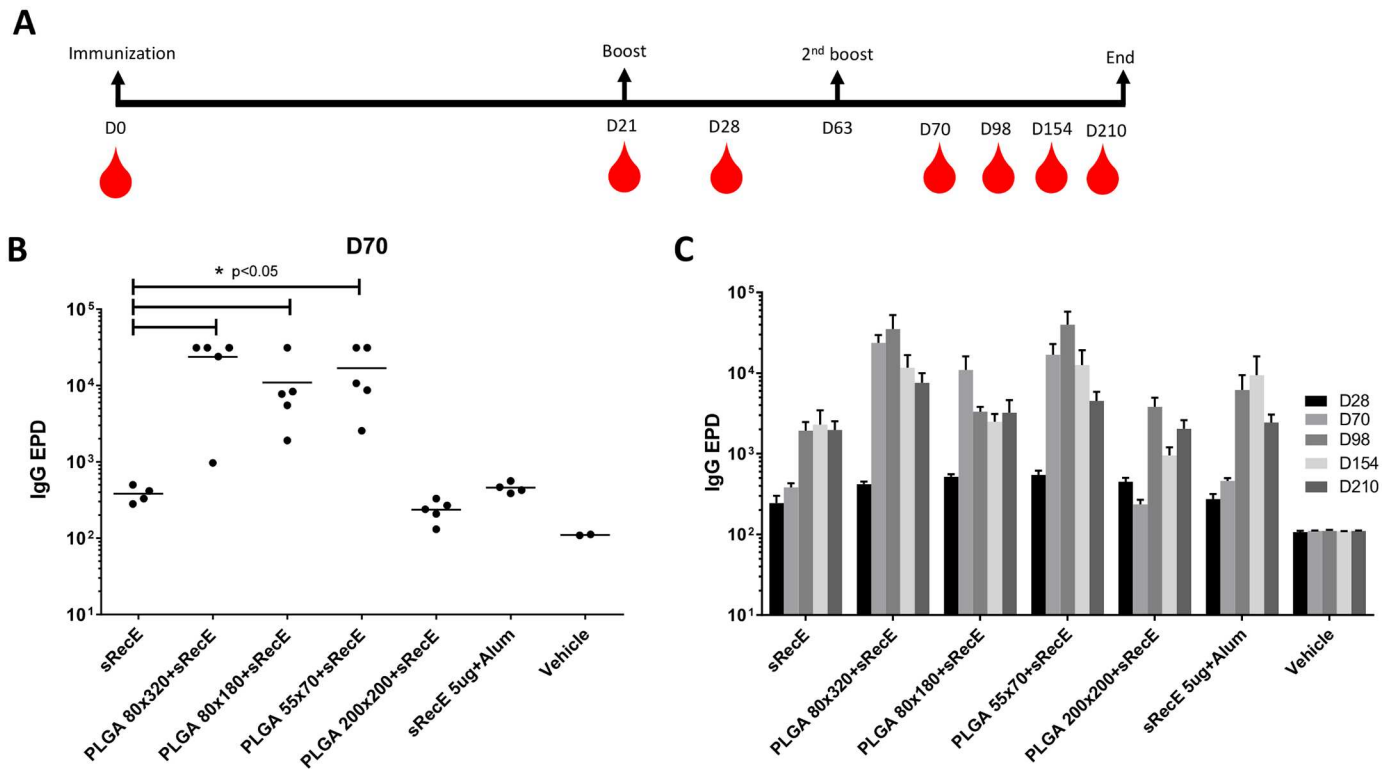 A
Immunization
Boost
2nd boost
End
D0
D21
D28
D63
D70
D98
D154
D210
B
D70
* p<0.05
IgG EPD
10⁵
10⁴
10³
10²
10¹
sRecE
PLGA 80x320+sRecE
PLGA 80x180+sRecE
PLGA 55x70+sRecE
PLGA 200x200+sRecE
sRecE 5ug+Alum
Vehicle
C
IgG EPD
10⁵
10⁴
10³
10²
10¹
D28
D70
D98
D154
D210
sRecE
PLGA 80x320+sRecE
PLGA 80x180+sRecE
PLGA 55x70+sRecE
PLGA 200x200+sRecE
sRecE 5ug+Alum
Vehicle